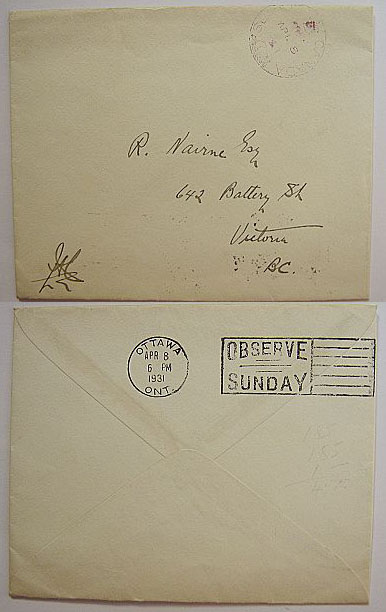 R. Nairne Esq
642 Battery St
Victoria
BC.
OTTAWA
APR 8
6 PM
1931
ONT.
OBSERVE
SUNDAY